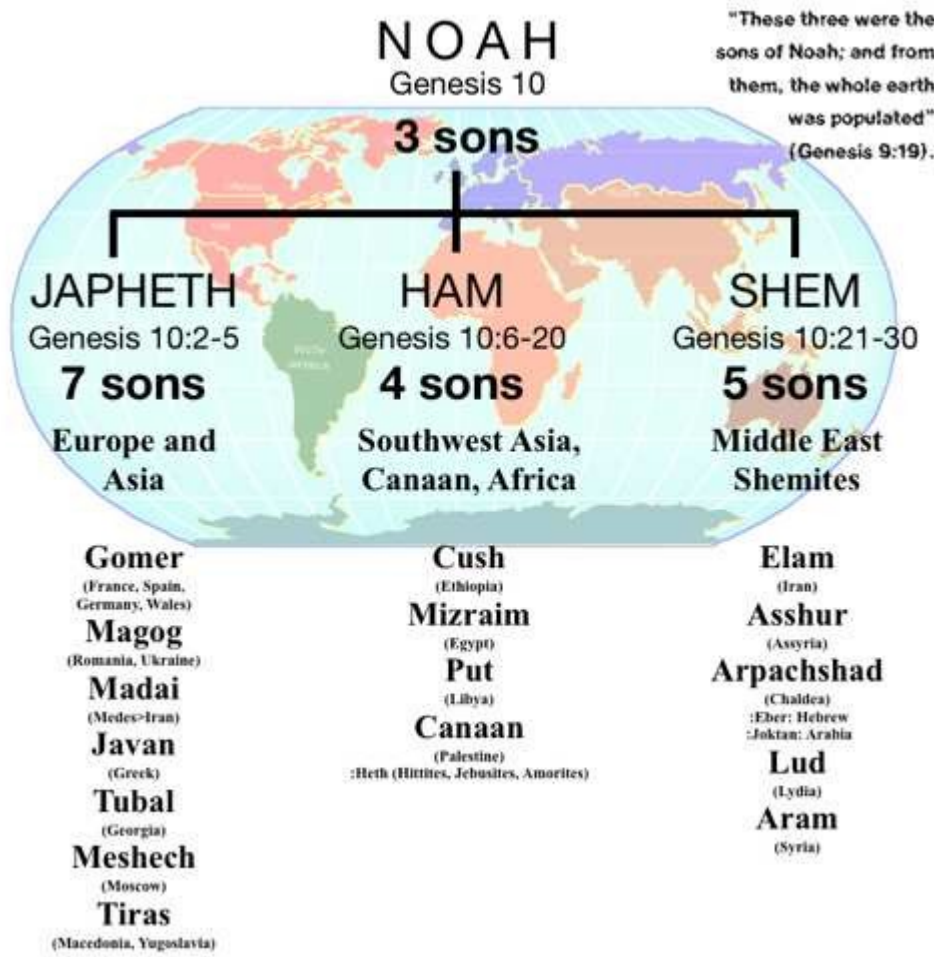 NOAH
Genesis 10
"These three were the
sons of Noah; and from
them, the whole earth
was populated"
(Genesis 9:19).
3 sons
JAPHETH
Genesis 10:2-5
7 sons
Europe and
Asia
HAM
Genesis 10:6-20
4 sons
Southwest Asia,
Canaan, Africa
SHEM
Genesis 10:21-30
5 sons
Middle East
Shemites
Gomer
(France, Spain,
Germany, Wales)
Magog
(Romania, Ukraine)
Madai
(Medes>Iran)
Javan
(Greek)
Tubal
(Georgia)
Meshech
(Moscow)
Tiras
(Macedonia, Yugoslavia)
Cush
(Ethiopia)
Mizraim
(Egypt)
Put
(Libya)
Canaan
(Palestine)
:Heth (Hittites, Jebusites, Amorites)
Elam
(Iran)
Asshur
(Assyria)
Arpachshad
(Chaldea)
:Eber: Hebrew
:Joktan: Arabia
Lud
(Lydia)
Aram
(Syria)